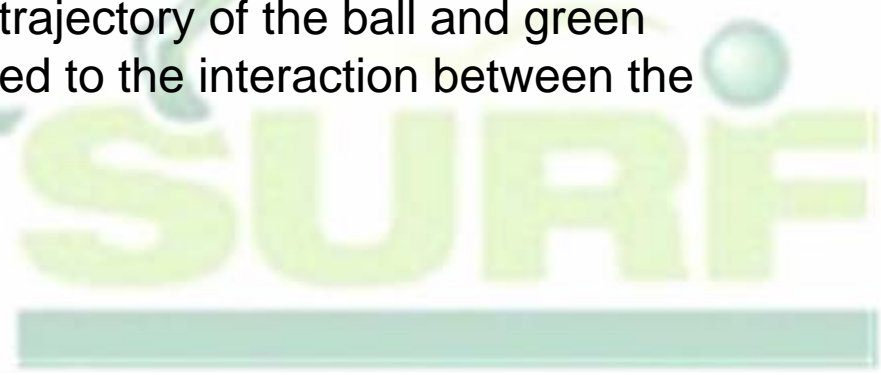 trajectory of the ball and green
ed to the interaction between the
SURF